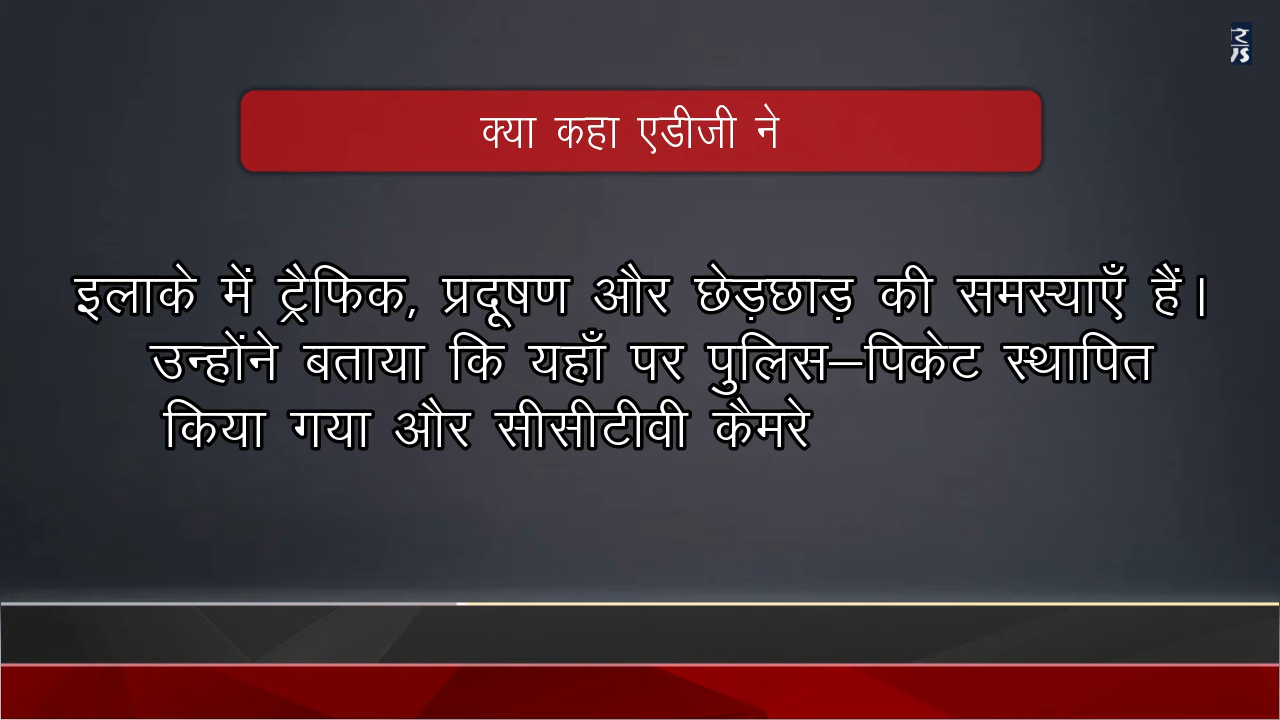 क्या कहा एडीजी ने
इलाके में ट्रैफिक, प्रदूषण और छेड़छाड़ की समस्याएँ हैं।
उन्होंने बताया कि यहाँ पर पुलिस–पिकेट स्थापित
किया गया और सीसीटीवी कैमरे